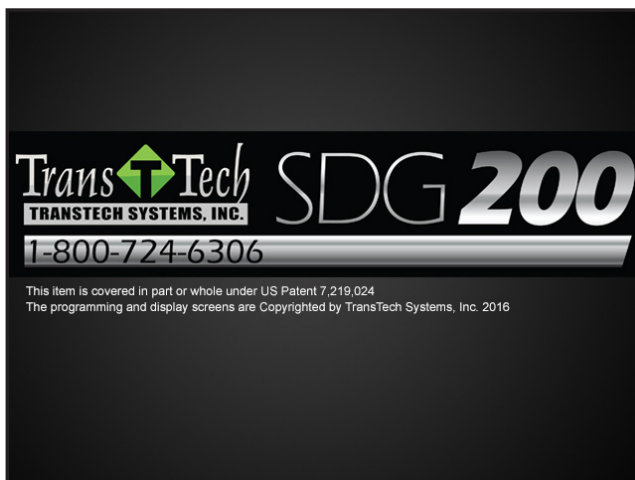 Trans T Tech SDG 200
TRANSTECH SYSTEMS, INC.
1-800-724-6306
This item is covered in part or whole under US Patent 7,219,024
The programming and display screens are Copyrighted by TransTech Systems, Inc. 2016